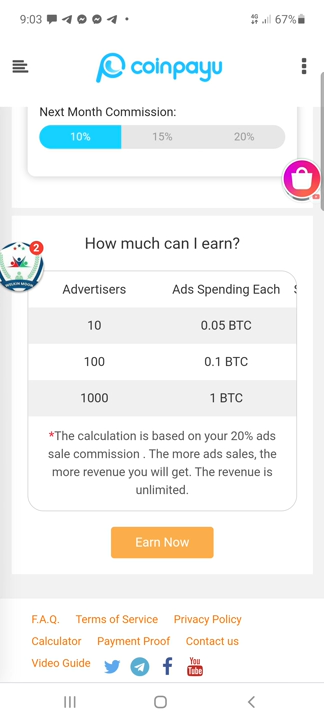 9:03
67%
coinpayu
Next Month Commission:
10% 15% 20%
2
How much can I earn?
Advertisers Ads Spending Each
10 0.05 BTC
100 0.1 BTC
1000 1 BTC
*The calculation is based on your 20% ads
sale commission . The more ads sales, the
more revenue you will get. The revenue is
unlimited.
Earn Now
F.A.Q. Terms of Service Privacy Policy
Calculator Payment Proof Contact us
Video Guide You Tube